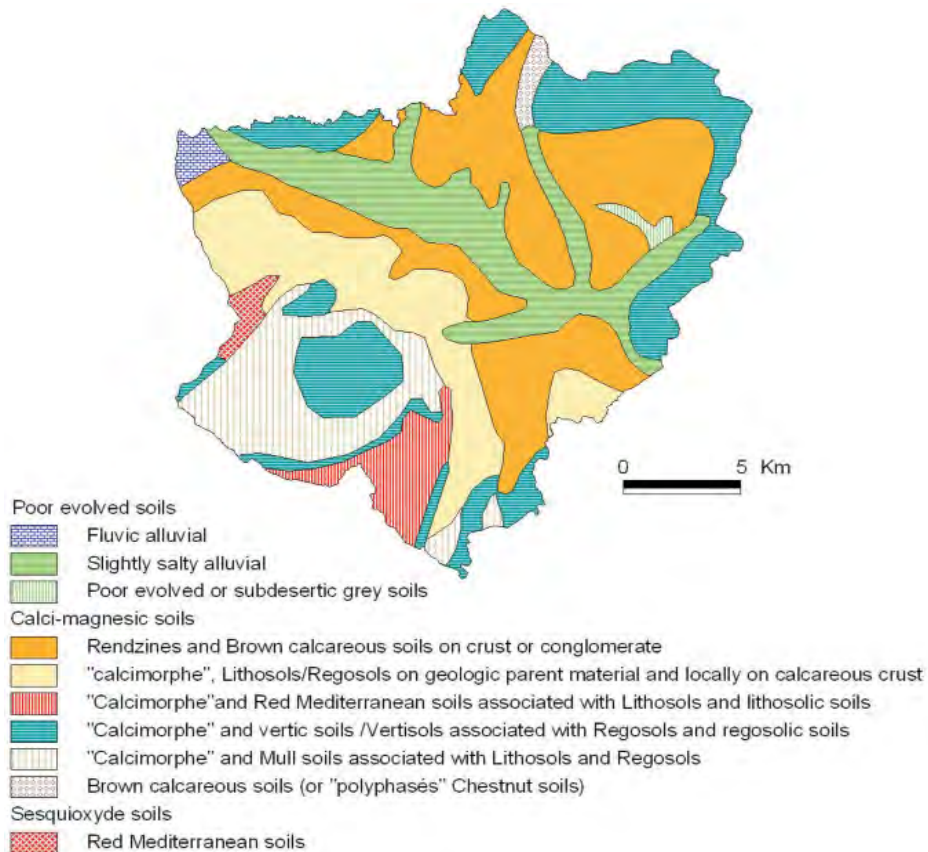 0 5 Km
Poor evolved soils
Fluvic alluvial
Slightly salty alluvial
Poor evolved or subdesertic grey soils
Calci-magnesic soils
Rendzines and Brown calcareous soils on crust or conglomerate
"calcimorphe", Lithosols/Regosols on geologic parent material and locally on calcareous crust
"Calcimorphe"and Red Mediterranean soils associated with Lithosols and lithosolic soils
"Calcimorphe" and vertic soils /Vertisols associated with Regosols and regosolic soils
"Calcimorphe" and Mull soils associated with Lithosols and Regosols
Brown calcareous soils (or "polyphasés" Chestnut soils)
Sesquioxyde soils
Red Mediterranean soils